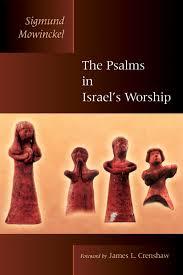 Sigmund
Mowinckel
The Psalms
in
Israel's Worship
Foreword by James L. Crenshaw